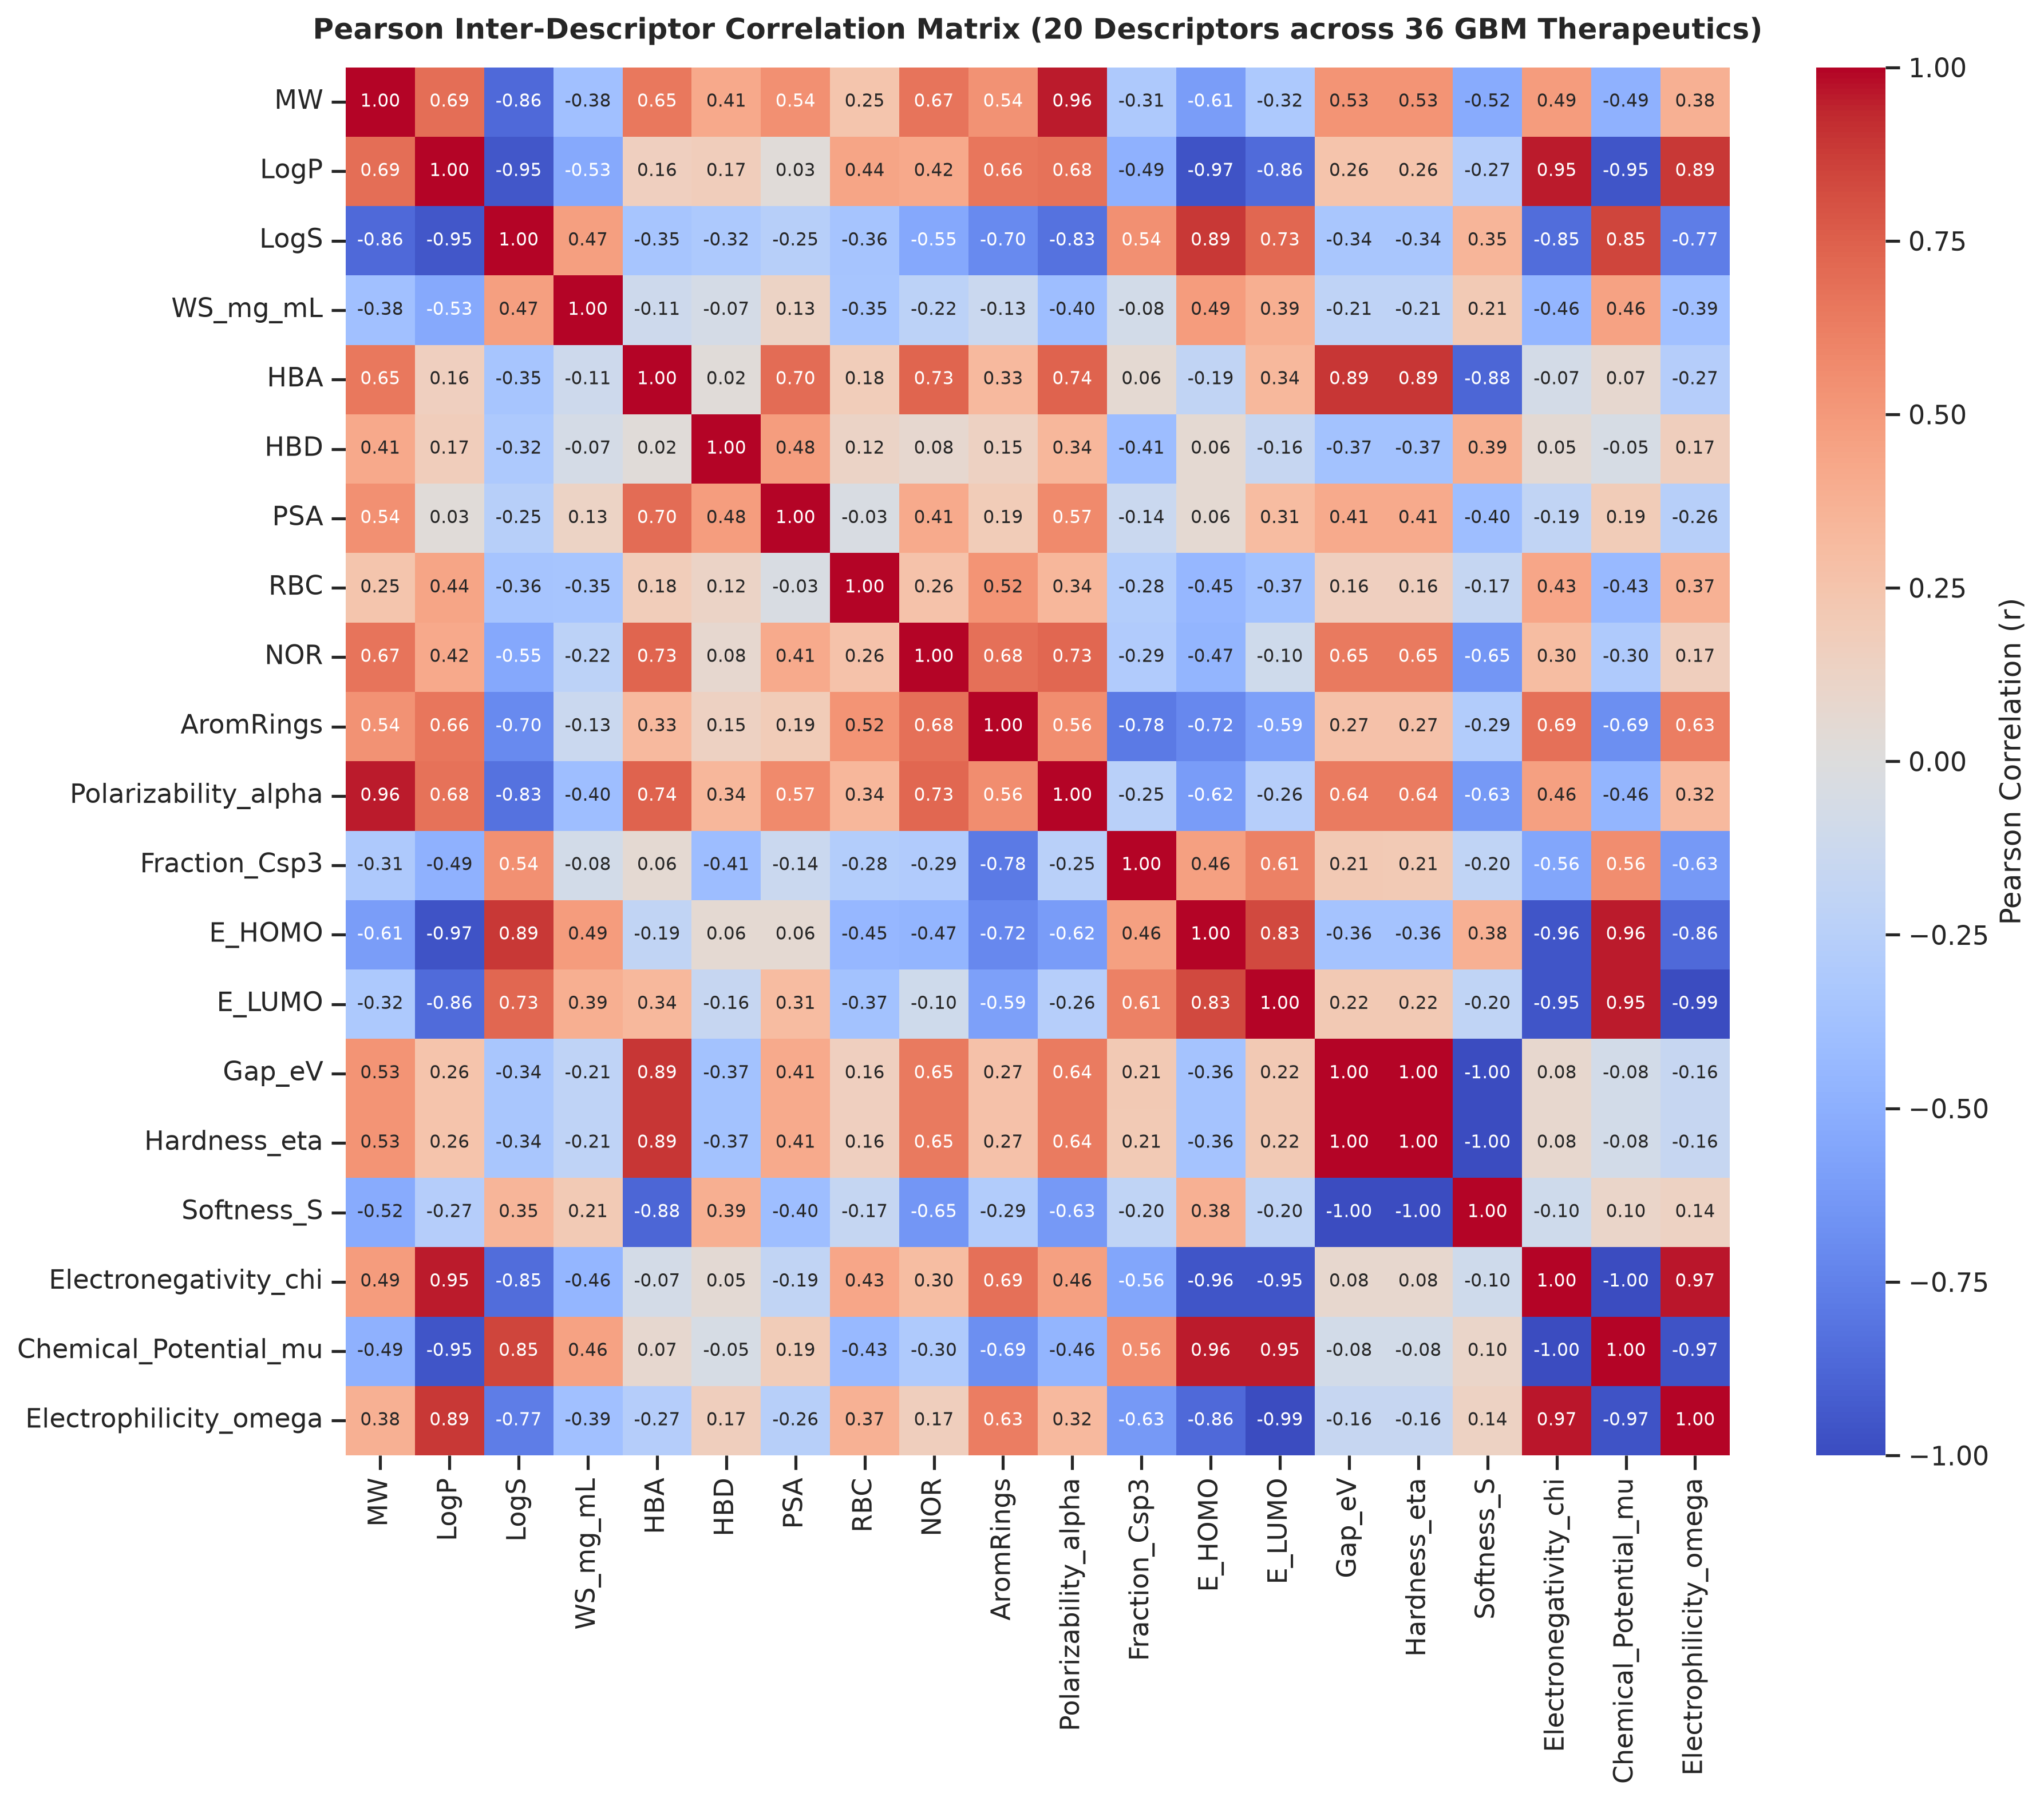 Pearson Inter-Descriptor Correlation Matrix (20 Descriptors across 36 GBM Therapeutics)
MW 1.00 0.69 -0.86 -0.38 0.65 0.41 0.54 0.25 0.67 0.54 0.96 -0.31 -0.61 -0.32 0.53 0.53 -0.52 0.49 -0.49 0.38
LogP 0.69 1.00 -0.95 -0.53 0.16 0.17 0.03 0.44 0.42 0.66 0.68 -0.49 -0.97 -0.86 0.26 0.26 -0.27 0.95 -0.95 0.89
LogS -0.86 -0.95 1.00 0.47 -0.35 -0.32 -0.25 -0.36 -0.55 -0.70 -0.83 0.54 0.89 0.73 -0.34 -0.34 0.35 -0.85 0.85 -0.77
WS_mg_mL -0.38 -0.53 0.47 1.00 -0.11 -0.07 0.13 -0.35 -0.22 -0.13 -0.40 -0.08 0.49 0.39 -0.21 -0.21 0.21 -0.46 0.46 -0.39
HBA 0.65 0.16 -0.35 -0.11 1.00 0.02 0.70 0.18 0.73 0.33 0.74 0.06 -0.19 0.34 0.89 0.89 -0.88 -0.07 0.07 -0.27
HBD 0.41 0.17 -0.32 -0.07 0.02 1.00 0.48 0.12 0.08 0.15 0.34 -0.41 0.06 -0.16 -0.37 -0.37 0.39 0.05 -0.05 0.17
PSA 0.54 0.03 -0.25 0.13 0.70 0.48 1.00 -0.03 0.41 0.19 0.57 -0.14 0.06 0.31 0.41 0.41 -0.40 -0.19 0.19 -0.26
RBC 0.25 0.44 -0.36 -0.35 0.18 0.12 -0.03 1.00 0.26 0.52 0.34 -0.28 -0.45 -0.37 0.16 0.16 -0.17 0.43 -0.43 0.37
NOR 0.67 0.42 -0.55 -0.22 0.73 0.08 0.41 0.26 1.00 0.68 0.73 -0.29 -0.47 -0.10 0.65 0.65 -0.65 0.30 -0.30 0.17
AromRings 0.54 0.66 -0.70 -0.13 0.33 0.15 0.19 0.52 0.68 1.00 0.56 -0.78 -0.72 -0.59 0.27 0.27 -0.29 0.69 -0.69 0.63
Polarizability_alpha 0.96 0.68 -0.83 -0.40 0.74 0.34 0.57 0.34 0.73 0.56 1.00 -0.25 -0.62 -0.26 0.64 0.64 -0.63 0.46 -0.46 0.32
Fraction_Csp3 -0.31 -0.49 0.54 -0.08 0.06 -0.41 -0.14 -0.28 -0.29 -0.78 -0.25 1.00 0.46 0.61 0.21 0.21 -0.20 -0.56 0.56 -0.63
E_HOMO -0.61 -0.97 0.89 0.49 -0.19 0.06 0.06 -0.45 -0.47 -0.72 -0.62 0.46 1.00 0.83 -0.36 -0.36 0.38 -0.96 0.96 -0.86
E_LUMO -0.32 -0.86 0.73 0.39 0.34 -0.16 0.31 -0.37 -0.10 -0.59 -0.26 0.61 0.83 1.00 0.22 0.22 -0.20 -0.95 0.95 -0.99
Gap_eV 0.53 0.26 -0.34 -0.21 0.89 -0.37 0.41 0.16 0.65 0.27 0.64 0.21 -0.36 0.22 1.00 1.00 -1.00 0.08 -0.08 -0.16
Hardness_eta 0.53 0.26 -0.34 -0.21 0.89 -0.37 0.41 0.16 0.65 0.27 0.64 0.21 -0.36 0.22 1.00 1.00 -1.00 0.08 -0.08 -0.16
Softness_S -0.52 -0.27 0.35 0.21 -0.88 0.39 -0.40 -0.17 -0.65 -0.29 -0.63 -0.20 0.38 -0.20 -1.00 -1.00 1.00 -0.10 0.10 0.14
Electronegativity_chi 0.49 0.95 -0.85 -0.46 -0.07 0.05 -0.19 0.43 0.30 0.69 0.46 -0.56 -0.96 -0.95 0.08 0.08 -0.10 1.00 -1.00 0.97
Chemical_Potential_mu -0.49 -0.95 0.85 0.46 0.07 -0.05 0.19 -0.43 -0.30 -0.69 -0.46 0.56 0.96 0.95 -0.08 -0.08 0.10 -1.00 1.00 -0.97
Electrophilicity_omega 0.38 0.89 -0.77 -0.39 -0.27 0.17 -0.26 0.37 0.17 0.63 0.32 -0.63 -0.86 -0.99 -0.16 -0.16 0.14 0.97 -0.97 1.00
MW
LogP
LogS
WS_mg_mL
HBA
HBD
PSA
RBC
NOR
AromRings
Polarizability_alpha
Fraction_Csp3
E_HOMO
E_LUMO
Gap_eV
Hardness_eta
Softness_S
Electronegativity_chi
Chemical_Potential_mu
Electrophilicity_omega
1.00
0.75
0.50
0.25
0.00
−0.25
−0.50
−0.75
−1.00
Pearson Correlation (r)